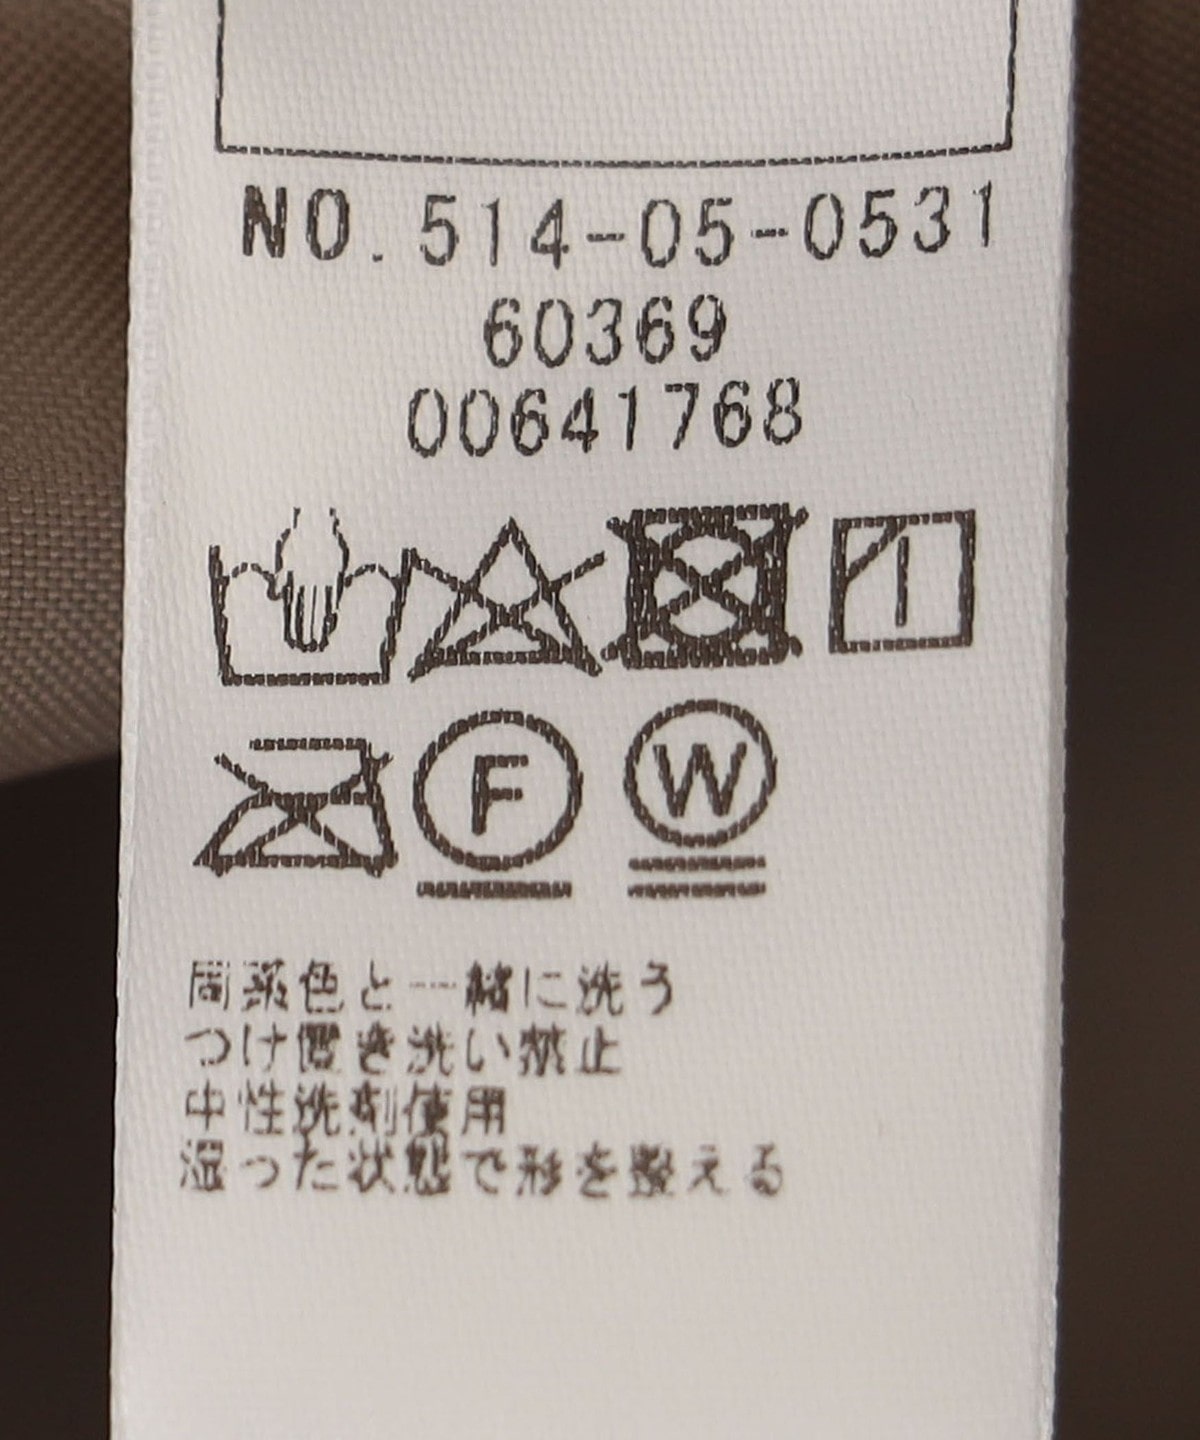 NO. 514-05-0531
60369
00641768
F
W
同系色と一緒に洗う
つけ置き洗い禁止
中性洗剤使用
湿った状態で形を整える